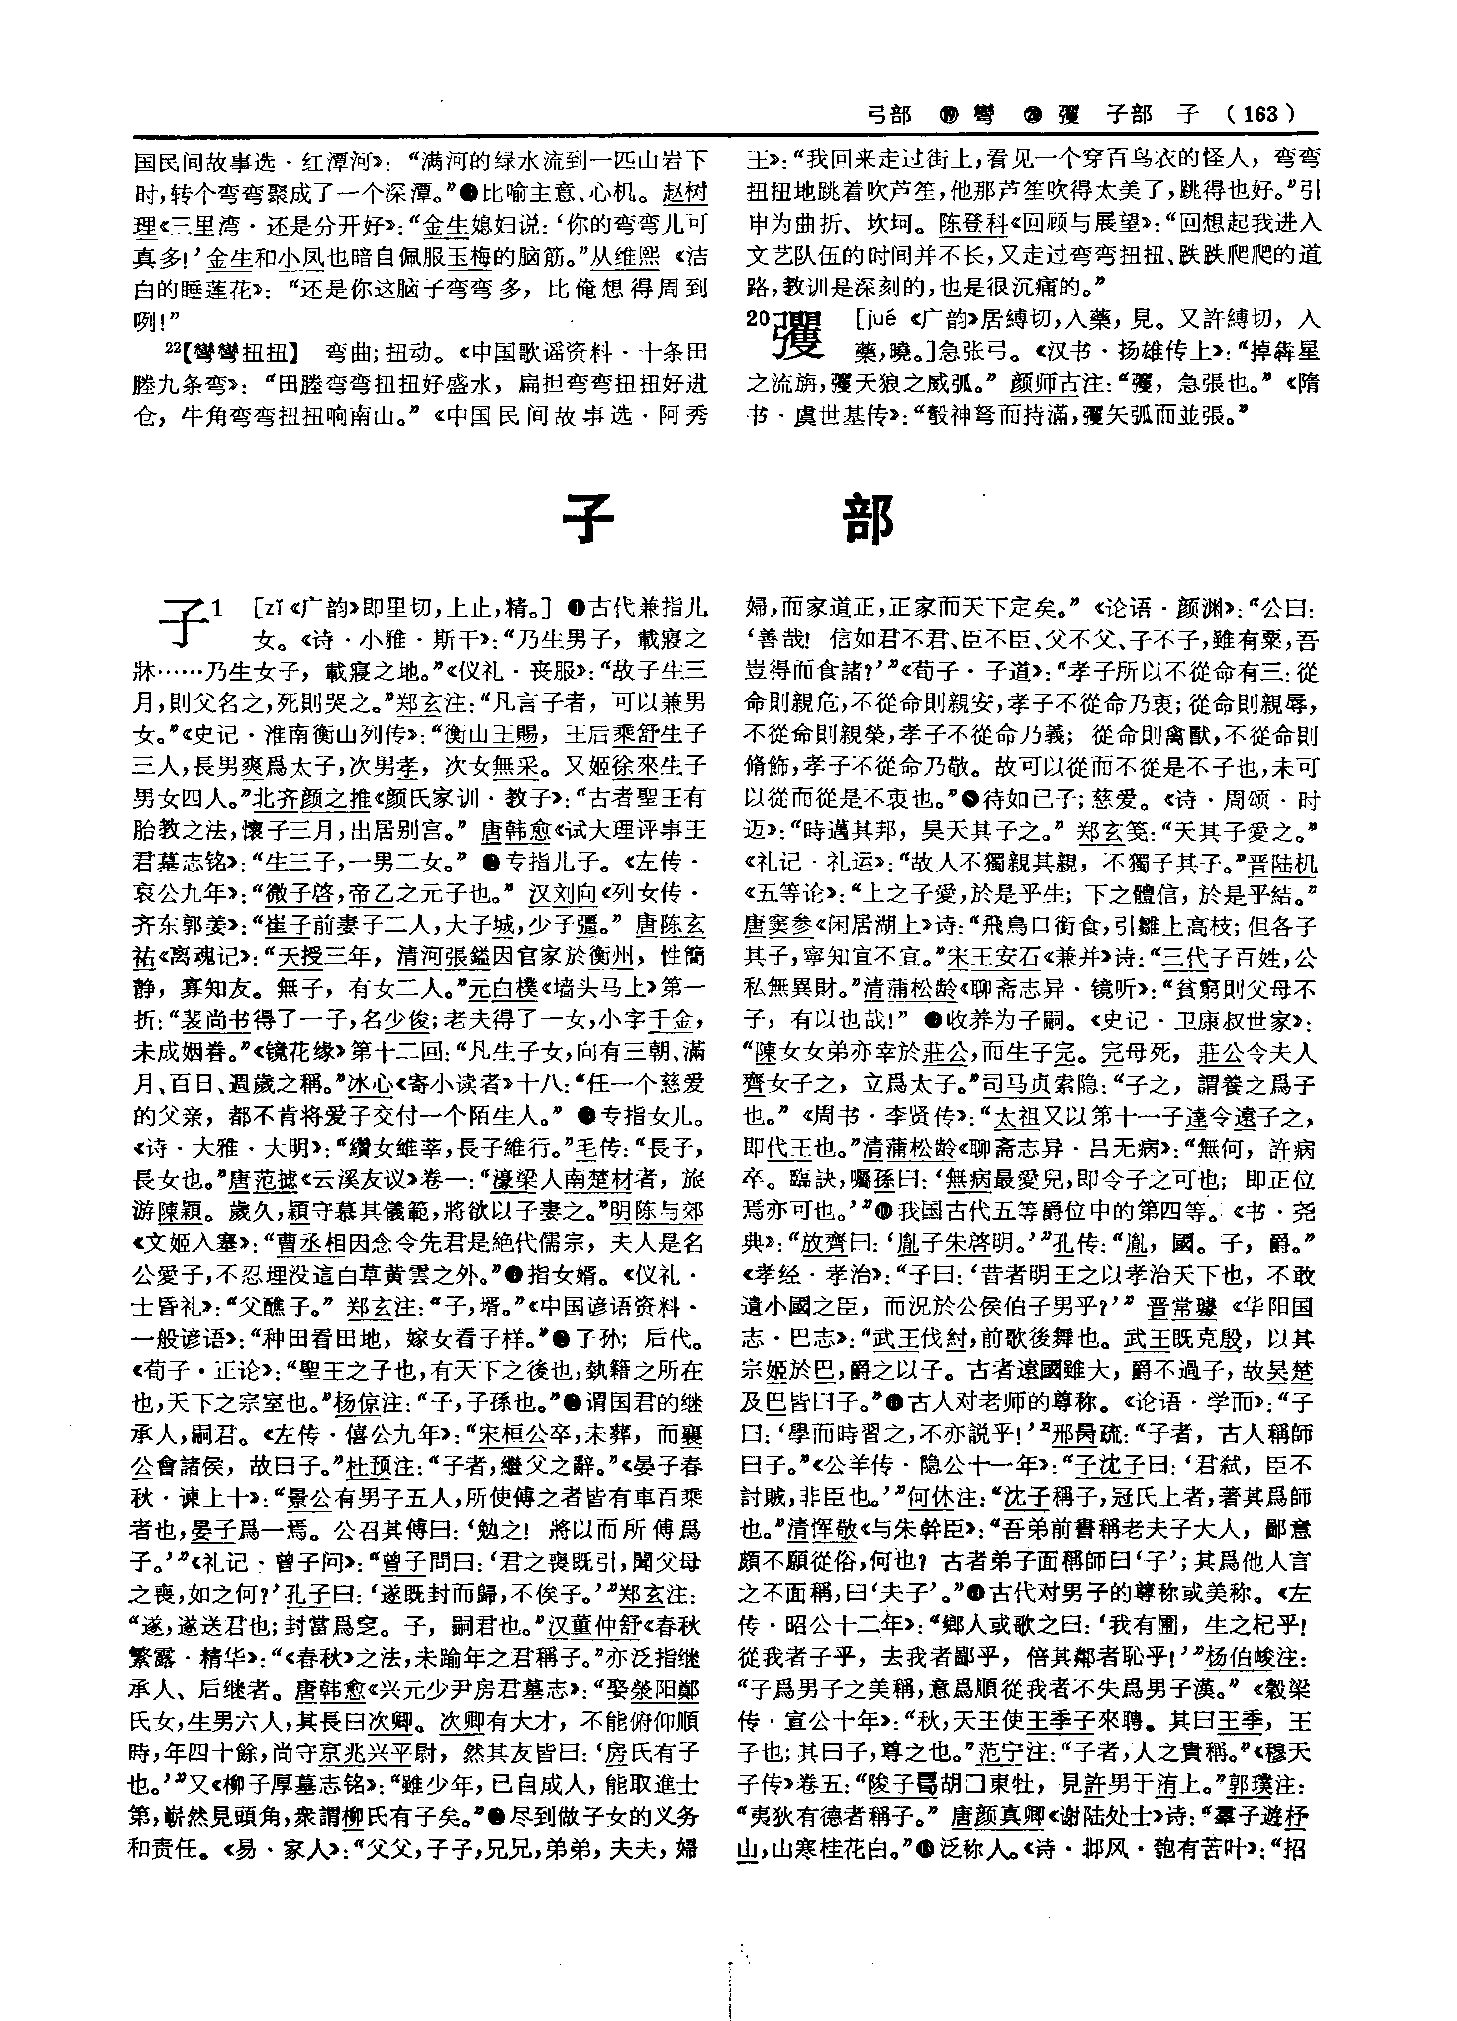 弓部 ⑲ 彎 ⑳ 彏 子部 子 （163）
国民间故事选·红潭河》：“满河的绿水流到一匹山岩下
时，转个弯弯聚成了一个深潭。”❷比喻主意、心机。赵树
理《三里湾·还是分开好》：“金生媳妇说：‘你的弯弯儿可
真多！’金生和小凤也暗自佩服玉梅的脑筋。”从维熙《洁
白的睡莲花》：“还是你这脑子弯弯多，比俺想得周到
咧！”
22【彎彎扭扭】 弯曲；扭动。《中国歌谣资料·十条田
塍九条弯》：“田塍弯弯扭扭好盛水，扁担弯弯扭扭好进
仓，牛角弯弯扭扭响南山。”《中国民间故事选·阿秀
王》：“我回来走过街上，看见一个穿百鸟衣的怪人，弯弯
扭扭地跳着吹芦笙，他那芦笙吹得太美了，跳得也好。”引
申为曲折、坎坷。陈登科《回顾与展望》：“回想起我进入
文艺队伍的时间并不长，又走过弯弯扭扭、跌跌爬爬的道
路，教训是深刻的，也是很沉痛的。”
20彏 ［jué《广韵》居縛切，入藥，見。又許縛切，入
藥，曉。］急张弓。《汉书·扬雄传上》：“掉犇星
之流旃，彏天狼之威弧。”颜师古注：“彏，急張也。”《隋
书·虞世基传》：“彀神弩而持滿，彏矢弧而並張。”
子 部
子1 ［zǐ《广韵》即里切，上止，精。］❶古代兼指儿
女。《诗·小雅·斯干》：“乃生男子，載寢之
牀……乃生女子，載寢之地。”《仪礼·丧服》：“故子生三
月，則父名之，死則哭之。”郑玄注：“凡言子者，可以兼男
女。”《史记·淮南衡山列传》：“衡山王賜，王后乘舒生子
三人，長男爽爲太子，次男孝，次女無采。又姬徐來生子
男女四人。”北齐颜之推《颜氏家训·教子》：“古者聖王有
胎教之法，懷子三月，出居别宫。”唐韩愈《试大理评事王
君墓志铭》：“生三子，一男二女。”❷专指儿子。《左传·
哀公九年》：“微子啓，帝乙之元子也。”汉刘向《列女传·
齐东郭姜》：“崔子前妻子二人，大子城，少子彊。”唐陈玄
祐《离魂记》：“天授三年，清河張鎰因官家於衡州，性簡
静，寡知友。無子，有女二人。”元白樸《墙头马上》第一
折：“裴尚书得了一子，名少俊；老夫得了一女，小字千金，
未成姻眷。”《镜花缘》第十二回：“凡生子女，向有三朝、滿
月、百日、週歲之稱。”冰心《寄小读者》十八：“任一个慈爱
的父亲，都不肯将爱子交付一个陌生人。”❸专指女儿。
《诗·大雅·大明》：“纘女維莘，長子維行。”毛传：“長子，
長女也。”唐范摅《云溪友议》卷一：“濠梁人南楚材者，旅
游陳潁。歲久，潁守慕其儀範，將欲以子妻之。”明陈与郊
《文姬入塞》：“曹丞相因念令先君是絶代儒宗，夫人是名
公愛子，不忍埋没這白草黄雲之外。”❹指女婿。《仪礼·
士昏礼》：“父醮子。”郑玄注：“子，壻。”《中国谚语资料·
一般谚语》：“种田看田地，嫁女看子样。”❺子孙；后代。
《荀子·正论》：“聖王之子也，有天下之後也，埶籍之所在
也，天下之宗室也。”杨倞注：“子，子孫也。”❻谓国君的继
承人，嗣君。《左传·僖公九年》：“宋桓公卒，未葬，而襄
公會諸侯，故曰子。”杜预注：“子者，繼父之辭。”《晏子春
秋·谏上十》：“景公有男子五人，所使傅之者皆有車百乘
者也，晏子爲一焉。公召其傅曰：‘勉之！將以而所傅爲
子。’”《礼记·曾子问》：“曾子問曰：‘君之喪既引，聞父母
之喪，如之何？’孔子曰：‘遂既封而歸，不俟子。’”郑玄注：
“遂，遂送君也；封當爲窆。子，嗣君也。”汉董仲舒《春秋
繁露·精华》：“《春秋》之法，未踰年之君稱子。”亦泛指继
承人、后继者。唐韩愈《兴元少尹房君墓志》：“娶滎阳鄭
氏女，生男六人，其長曰次卿。次卿有大才，不能俯仰順
時，年四十餘，尚守京兆兴平尉，然其友皆曰：‘房氏有子
也。’”又《柳子厚墓志铭》：“雖少年，已自成人，能取進士
第，嶄然見頭角，衆謂柳氏有子矣。”❼尽到做子女的义务
和责任。《易·家人》：“父父，子子，兄兄，弟弟，夫夫，婦
婦，而家道正，正家而天下定矣。”《论语·颜渊》：“公曰：
‘善哉！信如君不君、臣不臣、父不父、子不子，雖有粟，吾
豈得而食諸？’”《荀子·子道》：“孝子所以不從命有三：從
命則親危，不從命則親安，孝子不從命乃衷；從命則親辱，
不從命則親榮，孝子不從命乃義；從命則禽獸，不從命則
脩飾，孝子不從命乃敬。故可以從而不從是不子也，未可
以從而從是不衷也。”❽待如己子；慈爱。《诗·周颂·时
迈》：“時邁其邦，昊天其子之。”郑玄笺：“天其子愛之。”
《礼记·礼运》：“故人不獨親其親，不獨子其子。”晋陆机
《五等论》：“上之子愛，於是乎生；下之體信，於是乎結。”
唐窦参《闲居湖上》诗：“飛鳥口銜食，引雛上高枝；但各子
其子，寧知宜不宜。”宋王安石《兼并》诗：“三代子百姓，公
私無異財。”清蒲松龄《聊斋志异·镜听》：“貧窮則父母不
子，有以也哉！”❾收养为子嗣。《史记·卫康叔世家》：
“陳女女弟亦幸於莊公，而生子完。完母死，莊公令夫人
齊女子之，立爲太子。”司马贞索隐：“子之，謂養之爲子
也。”《周书·李贤传》：“太祖又以第十一子達令遠子之，
即代王也。”清蒲松龄《聊斋志异·吕无病》：“無何，許病
卒。臨訣，囑孫曰：‘無病最愛兒，即令子之可也；即正位
焉亦可也。’”❿我国古代五等爵位中的第四等。《书·尧
典》：“放齊曰：‘胤子朱啓明。’”孔传：“胤，國。子，爵。”
《孝经·孝治》：“子曰：‘昔者明王之以孝治天下也，不敢
遺小國之臣，而況於公侯伯子男乎？’”晋常璩《华阳国
志·巴志》：“武王伐紂，前歌後舞也。武王既克殷，以其
宗姬於巴，爵之以子。古者遠國雖大，爵不過子，故吴楚
及巴皆曰子。”⓫古人对老师的尊称。《论语·学而》：“子
曰：‘學而時習之，不亦説乎！’”邢昺疏：“子者，古人稱師
曰子。”《公羊传·隐公十一年》：“子沈子曰：‘君弑，臣不
討賊，非臣也。’”何休注：“沈子稱子，冠氏上者，著其爲師
也。”清恽敬《与朱幹臣》：“吾弟前書稱老夫子大人，鄙意
頗不願從俗，何也？古者弟子面稱師曰‘子’；其爲他人言
之不面稱，曰‘夫子’。”⓬古代对男子的尊称或美称。《左
传·昭公十二年》：“鄉人或歌之曰：‘我有圃，生之杞乎！
從我者子乎，去我者鄙乎，倍其鄰者恥乎！’”杨伯峻注：
“子爲男子之美稱，意爲順從我者不失爲男子漢。”《穀梁
传·宣公十年》：“秋，天王使王季子來聘。其曰王季，王
子也；其曰子，尊之也。”范宁注：“子者，人之貴稱。”《穆天
子传》卷五：“陵子胡囗東牡，見許男于洧上。”郭璞注：
“夷狄有德者稱子。”唐颜真卿《谢陆处士》诗：“羣子遊杼
山，山寒桂花白。”⓭泛称人。《诗·邶风·匏有苦叶》：“招